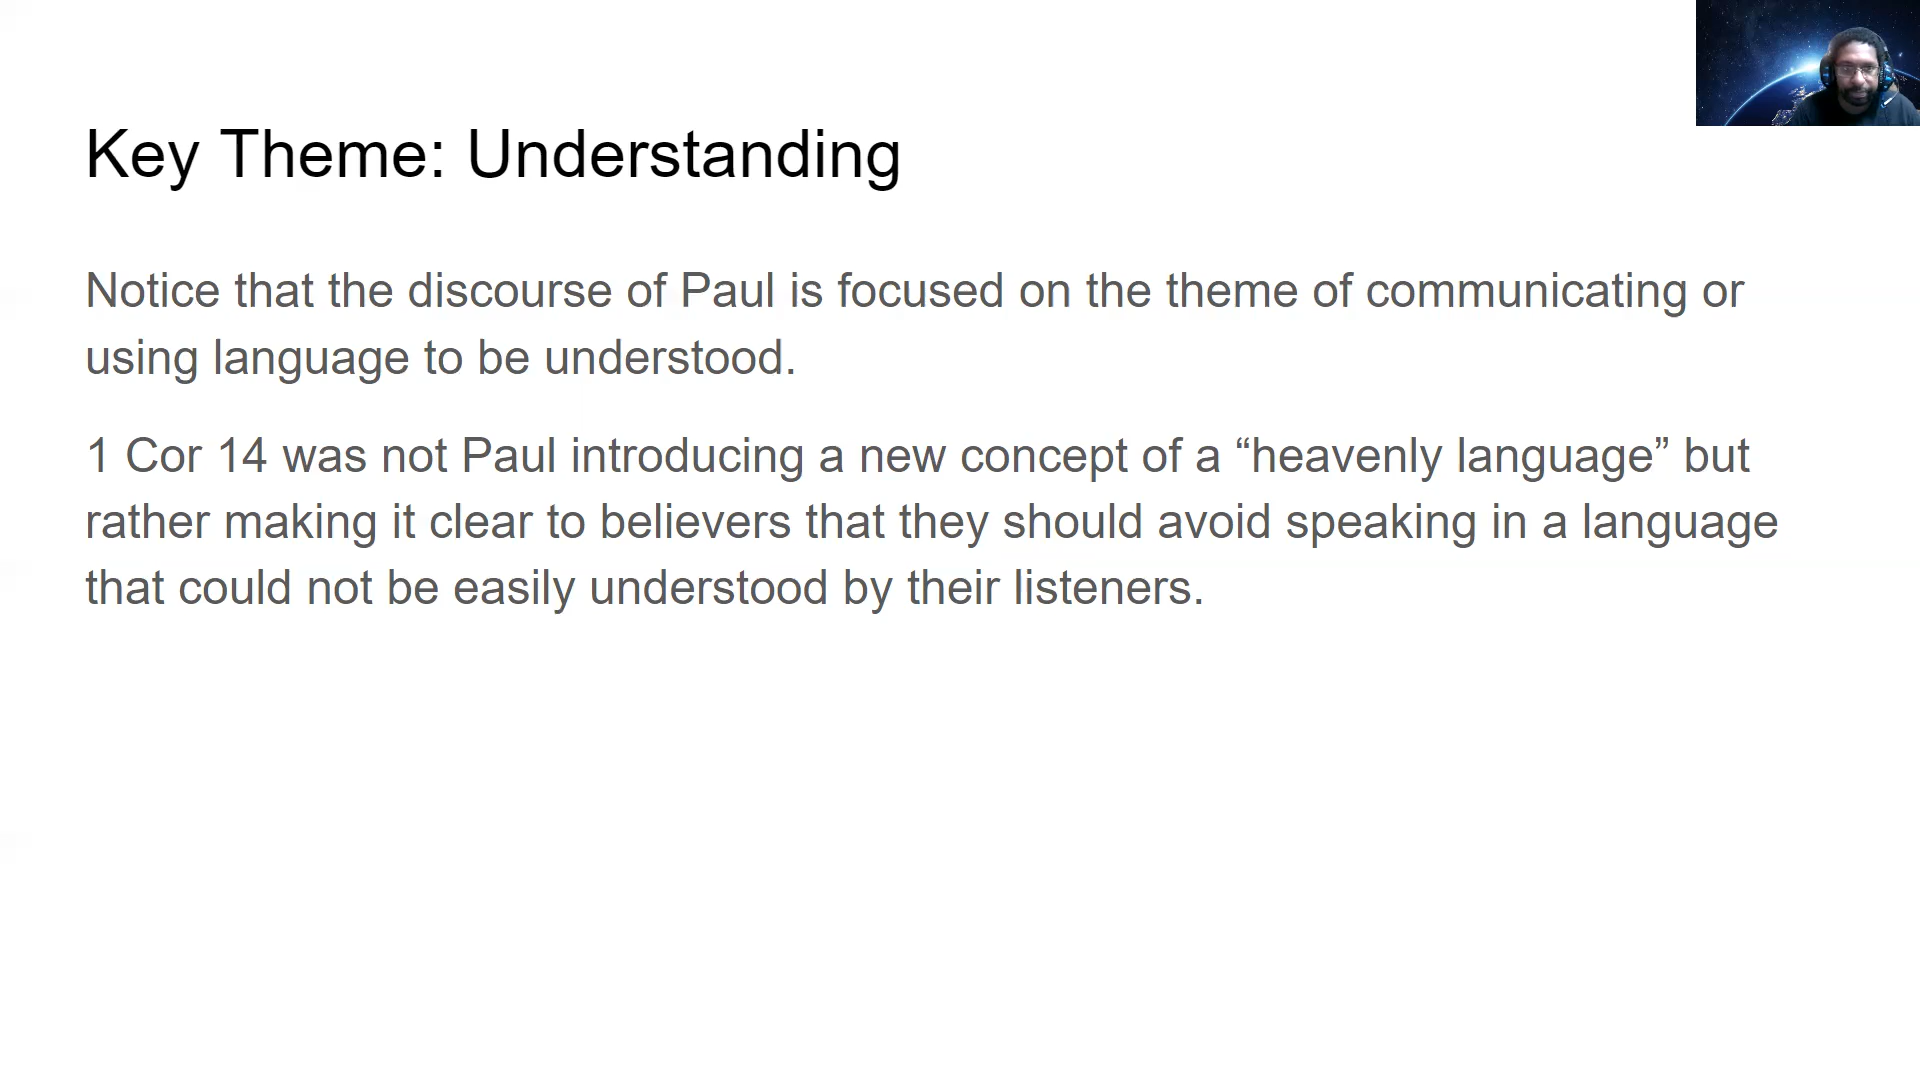 Key Theme: Understanding
Notice that the discourse of Paul is focused on the theme of communicating or
using language to be understood.
1 Cor 14 was not Paul introducing a new concept of a “heavenly language” but
rather making it clear to believers that they should avoid speaking in a language
that could not be easily understood by their listeners.